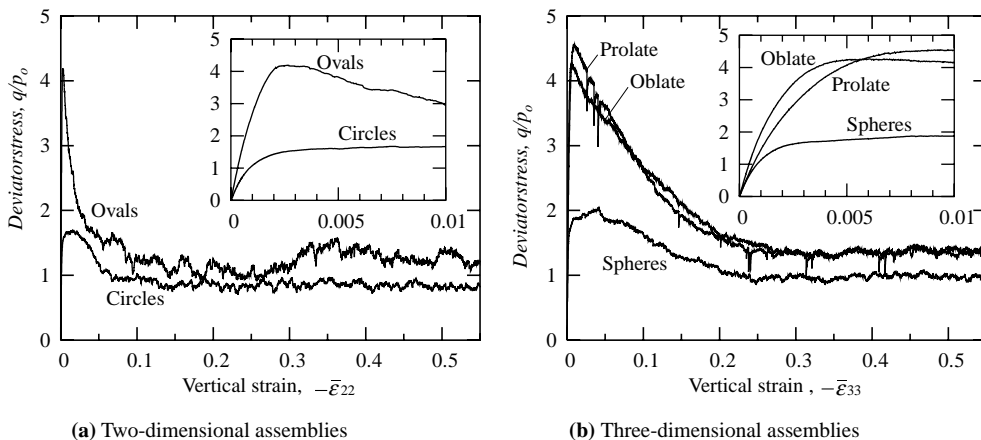 5
4
3
2
1
0
Deviatorstress, q/pₒ
5
4
3
2
1
0
Ovals
Circles
0 0.005 0.01
Ovals
Circles
0 0.1 0.2 0.3 0.4 0.5
Vertical strain, −ε̅22
(a) Two-dimensional assemblies
5
4
3
2
1
0
Deviatorstress, q/pₒ
Prolate
Oblate
5
4
3
2
1
0
Oblate
Prolate
Spheres
0 0.005 0.01
Spheres
0 0.1 0.2 0.3 0.4 0.5
Vertical strain , −ε̅33
(b) Three-dimensional assemblies